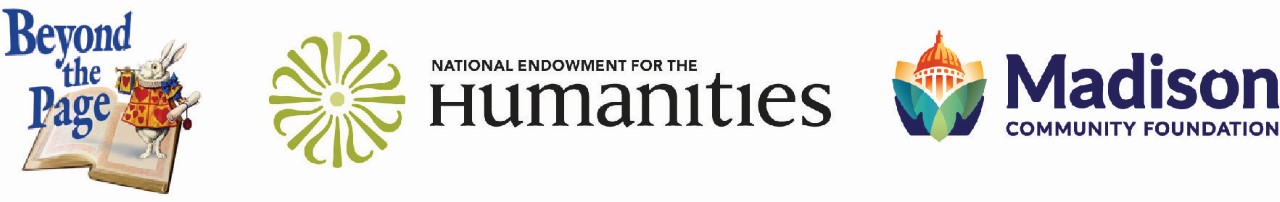 Beyond
the
Page
NATIONAL ENDOWMENT FOR THE
Humanities
Madison
COMMUNITY FOUNDATION